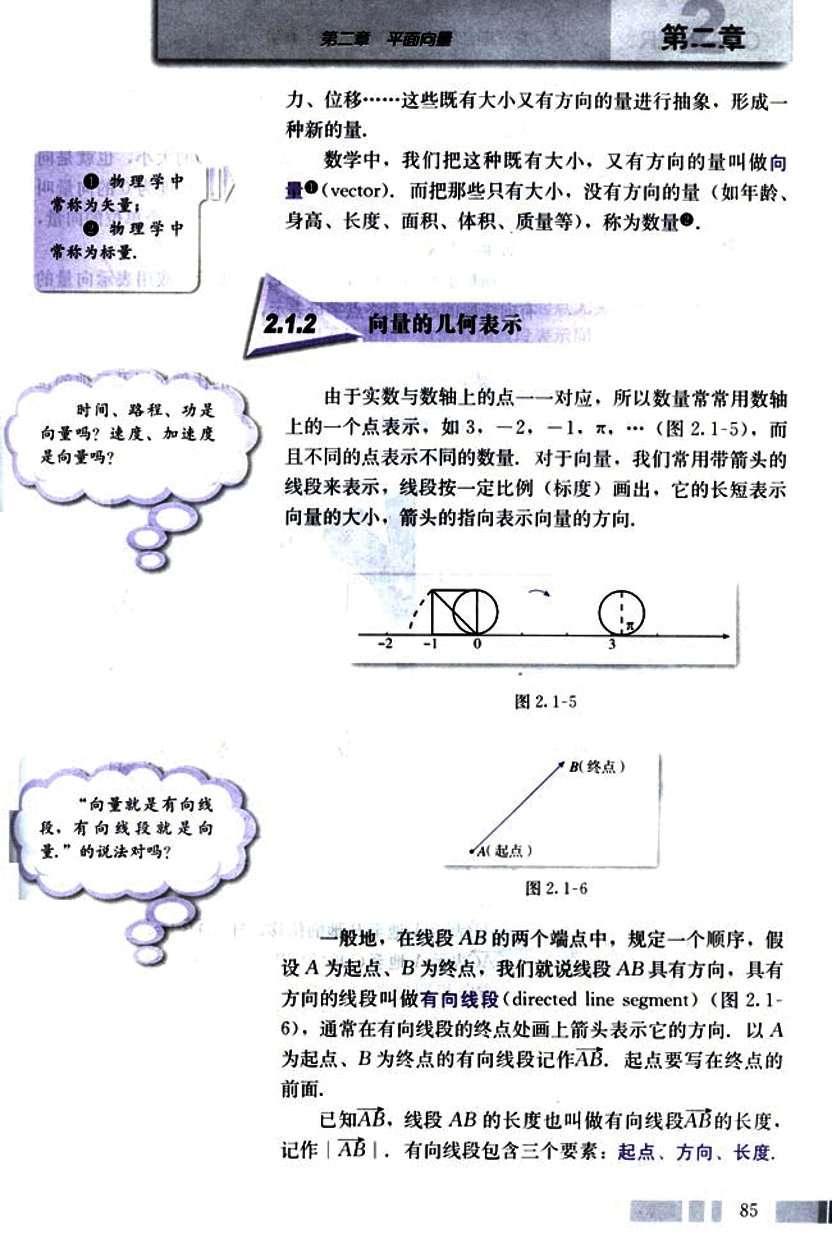 第二章 平面向量
第二章
力、位移……这些既有大小又有方向的量进行抽象，形成一
种新的量.
数学中，我们把这种既有大小，又有方向的量叫做向
量❶(vector)．而把那些只有大小，没有方向的量（如年龄、
身高、长度、面积、体积、质量等），称为数量❷.
❶ 物理学中
常称为矢量；
❷ 物理学中
常称为标量.
2.1.2 向量的几何表示
由于实数与数轴上的点一一对应，所以数量常常用数轴
上的一个点表示，如 3，－2，－1，π，…（图 2.1-5），而
且不同的点表示不同的数量．对于向量，我们常用带箭头的
线段来表示，线段按一定比例（标度）画出，它的长短表示
向量的大小，箭头的指向表示向量的方向.
时间、路程、功是
向量吗？速度、加速度
是向量吗？
π
-2 -1 0 3
图 2.1-5
B(终点)
A(起点)
图 2.1-6
“向量就是有向线
段，有向线段就是向
量.”的说法对吗？
一般地，在线段 AB 的两个端点中，规定一个顺序，假
设 A 为起点、B 为终点，我们就说线段 AB 具有方向，具有
方向的线段叫做有向线段(directed line segment)（图 2.1-
6），通常在有向线段的终点处画上箭头表示它的方向．以 A
为起点、B 为终点的有向线段记作A⃗B⃗．起点要写在终点的
前面.
已知A⃗B⃗，线段 AB 的长度也叫做有向线段A⃗B⃗的长度，
记作｜A⃗B⃗｜．有向线段包含三个要素：起点、方向、长度.
85